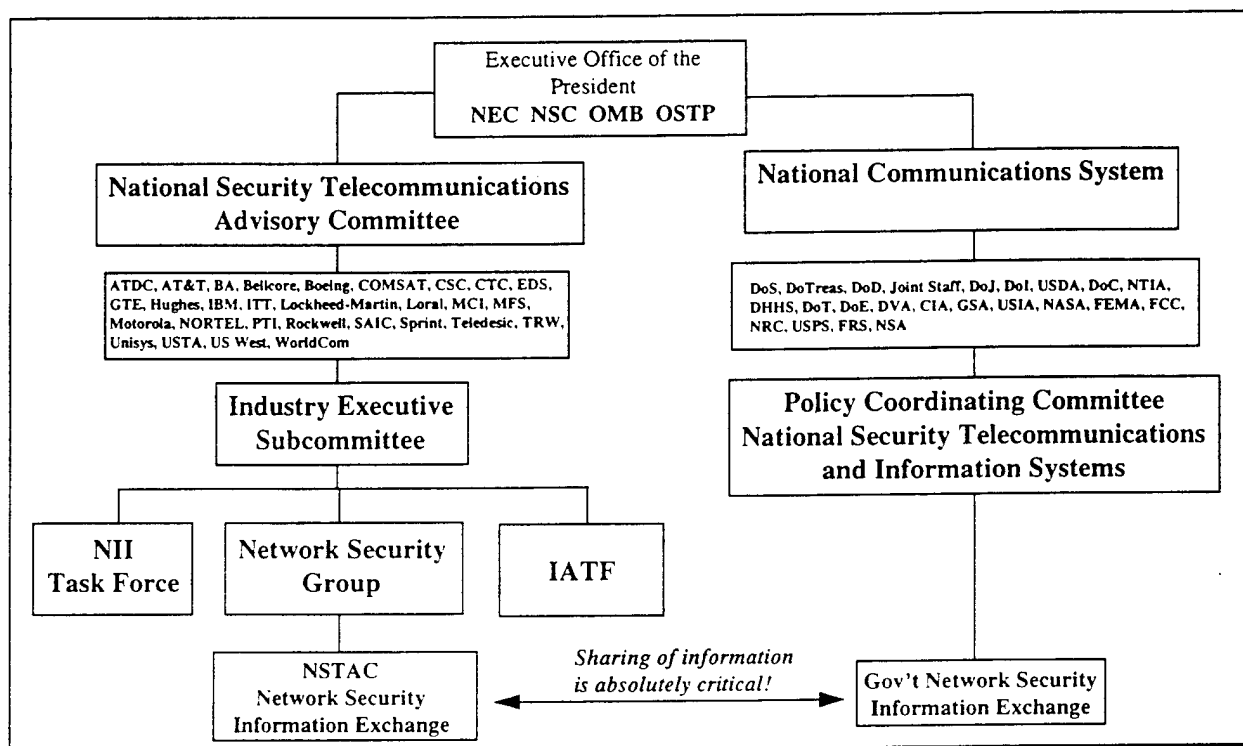 Executive Office of the
President
NEC NSC OMB OSTP
National Security Telecommunications
Advisory Committee
National Communications System
ATDC, AT&T, BA, Bellcore, Boeing, COMSAT, CSC, CTC, EDS,
GTE, Hughes, IBM, ITT, Lockheed-Martin, Loral, MCI, MFS,
Motorola, NORTEL, PTI, Rockwell, SAIC, Sprint, Teledesic, TRW,
Unisys, USTA, US West, WorldCom
DoS, DoTreas, DoD, Joint Staff, DoJ, DoI, USDA, DoC, NTIA,
DHHS, DoT, DoE, DVA, CIA, GSA, USIA, NASA, FEMA, FCC,
NRC, USPS, FRS, NSA
Industry Executive
Subcommittee
Policy Coordinating Committee
National Security Telecommunications
and Information Systems
NII
Task Force
Network Security
Group
IATF
NSTAC
Network Security
Information Exchange
Sharing of information
is absolutely critical!
Gov't Network Security
Information Exchange